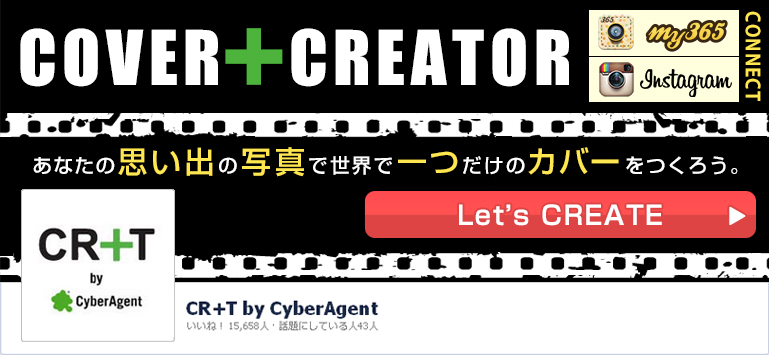 COVER+CREATOR
365
my365
Instagram
CONNECT
あなたの思い出の写真で世界で一つだけのカバーをつくろう。
Let's CREATE
CR+T
by
CyberAgent
CR+T by CyberAgent
いいね！ 15,658人・話題にしている人43人